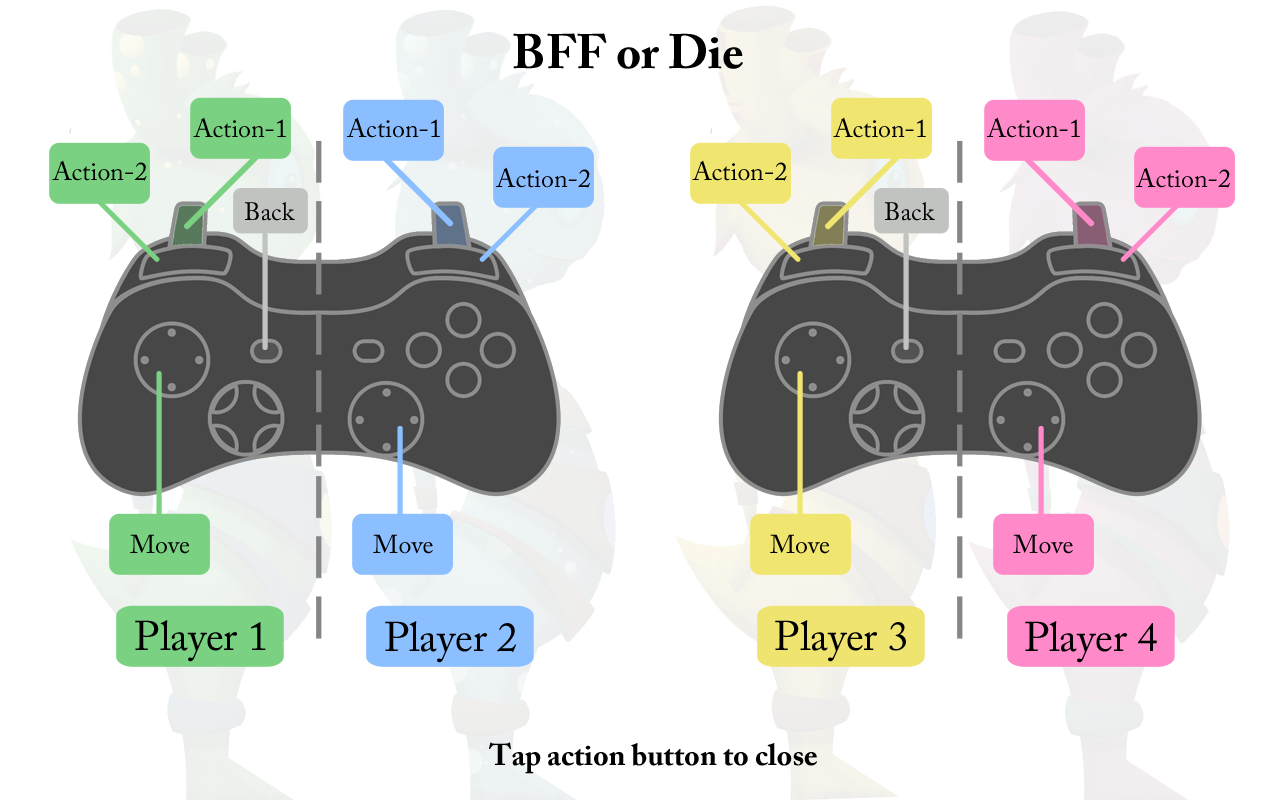 BFF or Die
Action-1
Action-1
Action-1
Action-1
Action-2
Action-2
Action-2
Action-2
Back
Back
Move
Move
Move
Move
Player 1
Player 2
Player 3
Player 4
Tap action button to close